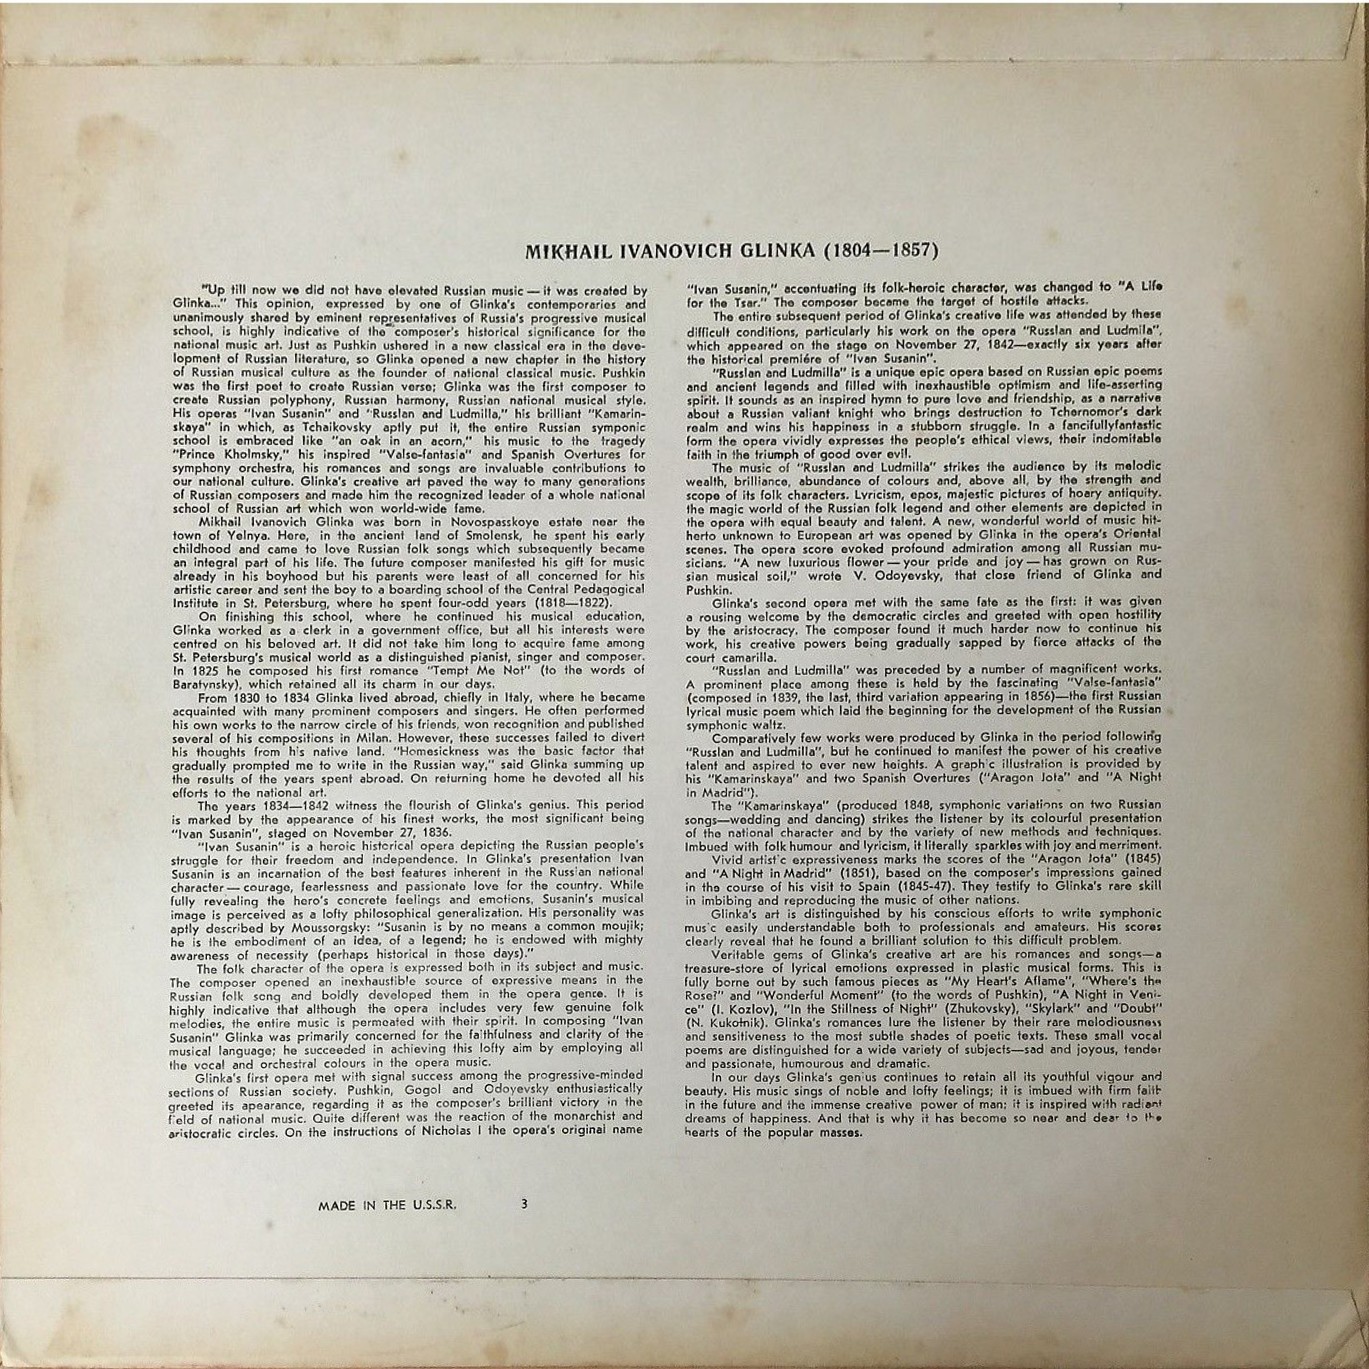 MIKHAIL IVANOVICH GLINKA (1804—1857)
"Up till now we did not have elevated Russian music — it was created by
Glinka..." This opinion, expressed by one of Glinka's contemporaries and
unanimously shared by eminent representatives of Russia's progressive musical
school, is highly indicative of the composer's historical significance for the
national music art. Just as Pushkin ushered in a new classical era in the deve-
lopment of Russian literature, so Glinka opened a new chapter in the history
of Russian musical culture as the founder of national classical music. Pushkin
was the first poet to create Russian verse; Glinka was the first composer to
create Russian polyphony, Russian harmony, Russian national musical style.
His operas "Ivan Susanin" and "Ruslan and Ludmilla," his brilliant "Kamarin-
skaya" in which, as Tchaikovsky aptly put it, the entire Russian symponic
school is embraced like "an oak in an acorn," his music to the tragedy
"Prince Kholmsky," his inspired "Valse-fantasia" and Spanish Overtures for
symphony orchestra, his romances and songs are invaluable contributions to
our national culture. Glinka's creative art paved the way to many generations
of Russian composers and made him the recognized leader of a whole national
school of Russian art which won world-wide fame.
Mikhail Ivanovich Glinka was born in Novospasskoye estate near the
town of Yelnya. Here, in the ancient land of Smolensk, he spent his early
childhood and came to love Russian folk songs which subsequently became
an integral part of his life. The future composer manifested his gift for music
already in his boyhood but his parents were least of all concerned for his
artistic career and sent the boy to a boarding school of the Central Pedagogical
Institute in St. Petersburg, where he spent four-odd years (1818—1822).
On finishing this school, where he continued his musical education,
Glinka worked as a clerk in a government office, but all his interests were
centred on his beloved art. It did not take him long to acquire fame among
St. Petersburg's musical world as a distinguished pianist, singer and composer.
In 1825 he composed his first romance "Tempt Me Not" (to the words of
Baratynsky), which retained all its charm in our days.
From 1830 to 1834 Glinka lived abroad, chiefly in Italy, where he became
acquainted with many prominent composers and singers. He often performed
his own works to the narrow circle of his friends, won recognition and published
several of his compositions in Milan. However, these successes failed to divert
his thoughts from his native land. "Homesickness was the basic factor that
gradually prompted me to write in the Russian way," said Glinka summing up
the results of the years spent abroad. On returning home he devoted all his
efforts to the national art.
The years 1834—1842 witness the flourish of Glinka's genius. This period
is marked by the appearance of his finest works, the most significant being
"Ivan Susanin", staged on November 27, 1836.
"Ivan Susanin" is a heroic historical opera depicting the Russian people's
struggle for their freedom and independence. In Glinka's presentation Ivan
Susanin is an incarnation of the best features inherent in the Russian national
character — courage, fearlessness and passionate love for the country. While
fully revealing the hero's concrete feelings and emotions, Susanin's musical
image is perceived as a lofty philosophical generalization. His personality was
aptly described by Moussorgsky: "Susanin is by no means a common moujik;
he is the embodiment of an idea, of a legend; he is endowed with mighty
awareness of necessity (perhaps historical in those days)."
The folk character of the opera is expressed both in its subject and music.
The composer opened an inexhaustible source of expressive means in the
Russian folk song and boldly developed them in the opera gence. It is
highly indicative that although the opera includes very few genuine folk
melodies, the entire music is permeated with their spirit. In composing "Ivan
Susanin" Glinka was primarily concerned for the faithfulness and clarity of the
musical language; he succeeded in achieving this lofty aim by employing all
the vocal and orchestral colours in the opera music.
Glinka's first opera met with signal success among the progressive-minded
sections of Russian society. Pushkin, Gogol and Odoyevsky enthusiastically
greeted its apearance, regarding it as the composer's brilliant victory in the
field of national music. Quite different was the reaction of the monarchist and
aristocratic circles. On the instructions of Nicholas I the opera's original name
"Ivan Susanin," accentuating its folk-heroic character, was changed to "A Life
for the Tsar." The composer became the target of hostile attacks.
The entire subsequent period of Glinka's creative life was attended by these
difficult conditions, particularly his work on the opera "Ruslan and Ludmila",
which appeared on the stage on November 27, 1842—exactly six years after
the historical premiére of "Ivan Susanin".
"Ruslan and Ludmilla" is a unique epic opera based on Russian epic poems
and ancient legends and filled with inexhaustible optimism and life-asserting
spirit. It sounds as an inspired hymn to pure love and friendship, as a narrative
about a Russian valiant knight who brings destruction to Tchernomor's dark
realm and wins his happiness in a stubborn struggle. In a fancifullyfantastic
form the opera vividly expresses the people's ethical views, their indomitable
faith in the triumph of good over evil.
The music of "Ruslan and Ludmilla" strikes the audience by its melodic
wealth, brilliance, abundance of colours and, above all, by the strength and
scope of its folk characters. Lyricism, epos, majestic pictures of hoary antiquity.
the magic world of the Russian folk legend and other elements are depicted in
the opera with equal beauty and talent. A new, wonderful world of music hit-
herto unknown to European art was opened by Glinka in the opera's Oriental
scenes. The opera score evoked profound admiration among all Russian mu-
sicians. "A new luxurious flower — your pride and joy — has grown on Rus-
sian musical soil," wrote V. Odoyevsky, that close friend of Glinka and
Pushkin.
Glinka's second opera met with the same fate as the first: it was given
a rousing welcome by the democratic circles and greeted with open hostility
by the aristocracy. The composer found it much harder now to continue his
work, his creative powers being gradually sapped by fierce attacks of the
court camarilla.
"Ruslan and Ludmilla" was preceded by a number of magnificent works.
A prominent place among these is held by the fascinating "Valse-fantasia"
(composed in 1839, the last, third variation appearing in 1856)—the first Russian
lyrical music poem which laid the beginning for the development of the Russian
symphonic waltz.
Comparatively few works were produced by Glinka in the period following
"Ruslan and Ludmilla", but he continued to manifest the power of his creative
talent and aspired to ever new heights. A graphic illustration is provided by
his "Kamarinskaya" and two Spanish Overtures ("Aragon Jota" and "A Night
in Madrid").
The "Kamarinskaya" (produced 1848, symphonic variations on two Russian
songs—wedding and dancing) strikes the listener by its colourful presentation
of the national character and by the variety of new methods and techniques.
Imbued with folk humour and lyricism, it literally sparkles with joy and merriment.
Vivid artistic expressiveness marks the scores of the "Aragon Jota" (1845)
and "A Night in Madrid" (1851), based on the composer's impressions gained
in the course of his visit to Spain (1845-47). They testify to Glinka's rare skill
in imbibing and reproducing the music of other nations.
Glinka's art is distinguished by his conscious efforts to write symphonic
music easily understandable both to professionals and amateurs. His scores
clearly reveal that he found a brilliant solution to this difficult problem.
Veritable gems of Glinka's creative art are his romances and songs—a
treasure-store of lyrical emotions expressed in plastic musical forms. This is
fully borne out by such famous pieces as "My Heart's Aflame", "Where's the
Rose?" and "Wonderful Moment" (to the words of Pushkin), "A Night in Veni-
ce" (I. Kozlov), "In the Stillness of Night" (Zhukovsky), "Skylark" and "Doubt"
(N. Kukolnik). Glinka's romances lure the listener by their rare melodiousness
and sensitiveness to the most subtle shades of poetic texts. These small vocal
poems are distinguished for a wide variety of subjects—sad and joyous, tender
and passionate, humourous and dramatic.
In our days Glinka's genius continues to retain all its youthful vigour and
beauty. His music sings of noble and lofty feelings; it is imbued with firm faith
in the future and the immense creative power of man; it is inspired with radiant
dreams of happiness. And that is why it has become so near and dear to the
hearts of the popular masses.
MADE IN THE U.S.S.R. 3